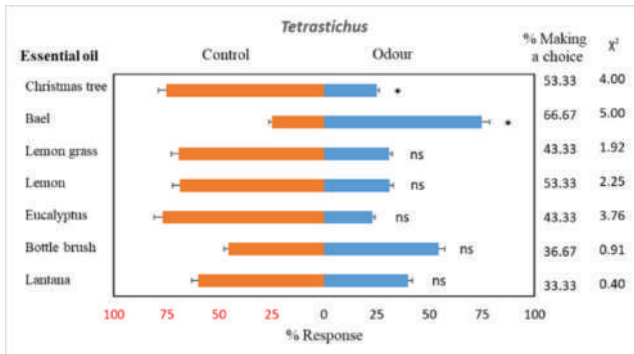 Tetrastichus
Essential oil Control Odour % Making a choice χ²
Christmas tree * 53.33 4.00
Bael * 66.67 5.00
Lemon grass ns 43.33 1.92
Lemon ns 53.33 2.25
Eucalyptus ns 43.33 3.76
Bottle brush ns 36.67 0.91
Lantana ns 33.33 0.40
100 75 50 25 0 25 50 75 100
% Response